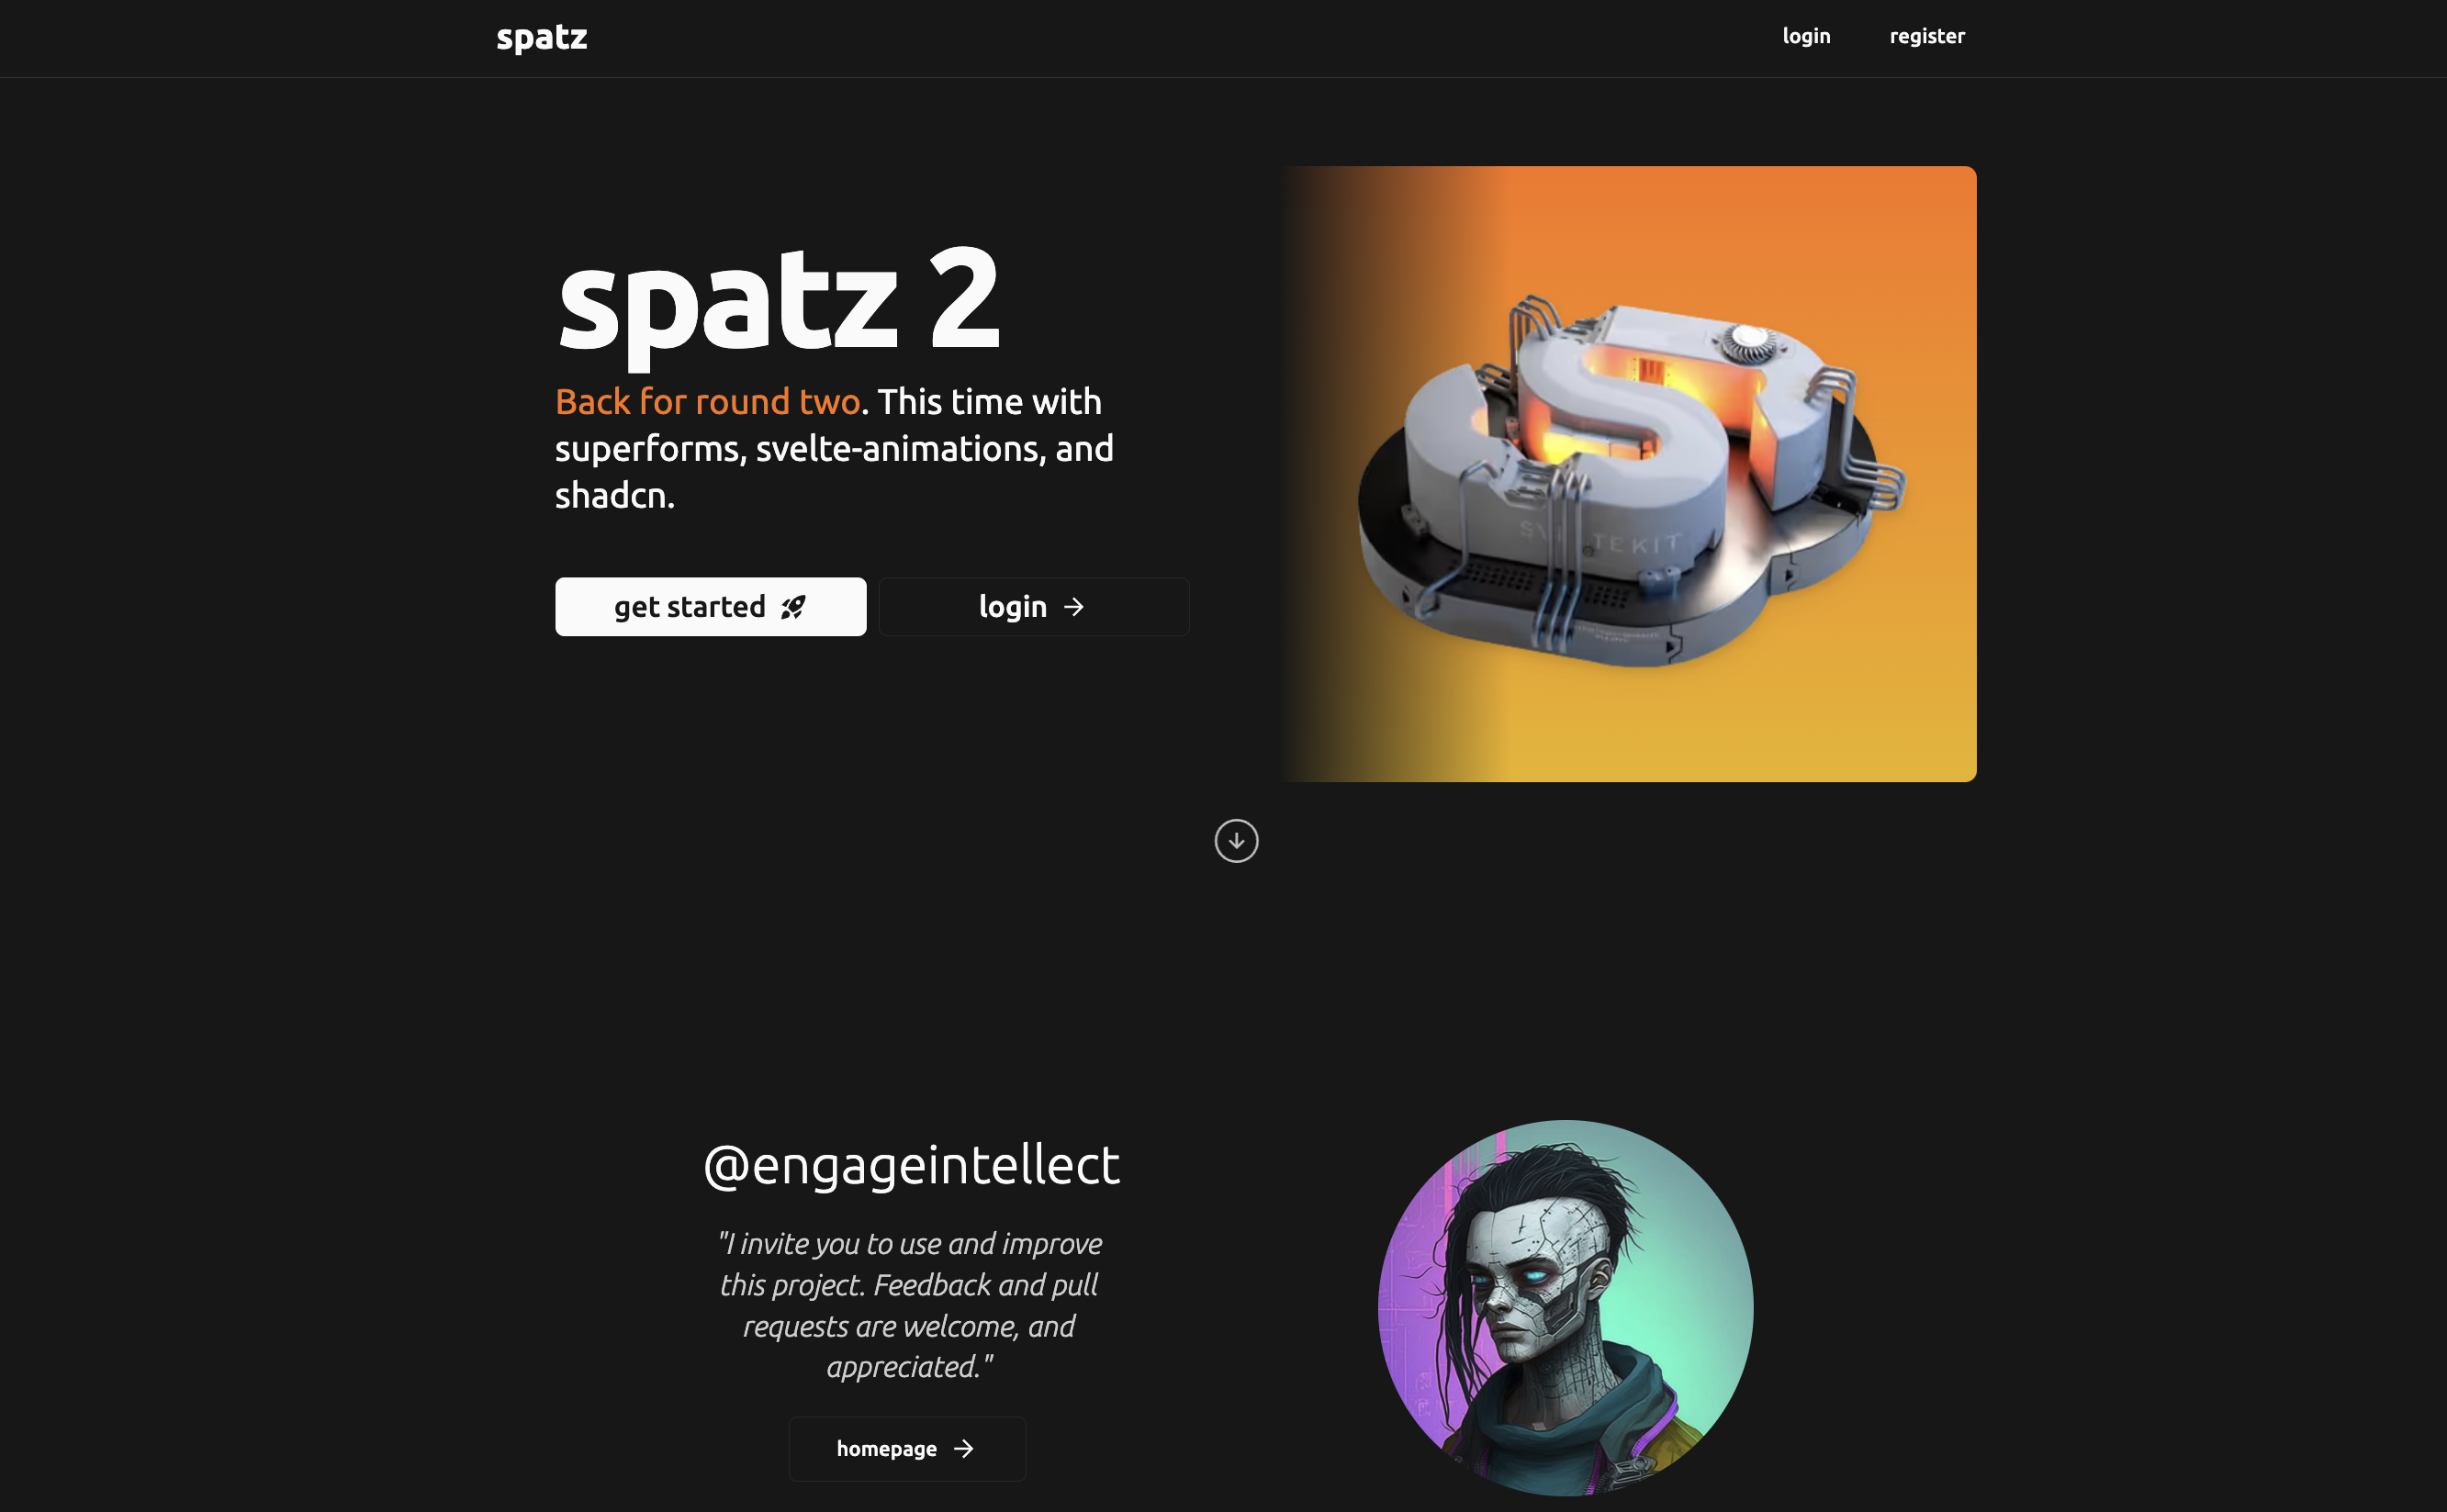 spatz
login
register
spatz 2
Back for round two. This time with
superforms, svelte-animations, and
shadcn.
get started
login
TEKIT
@engageintellect
"I invite you to use and improve
this project. Feedback and pull
requests are welcome, and
appreciated."
homepage